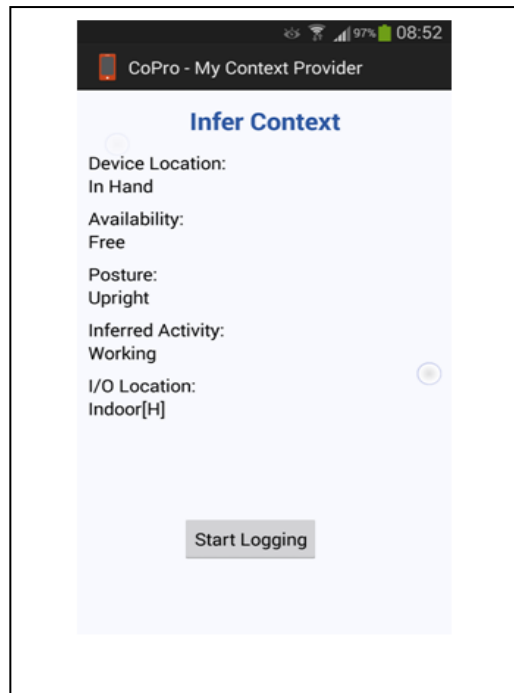 97% 08:52
CoPro - My Context Provider
Infer Context
Device Location:
In Hand
Availability:
Free
Posture:
Upright
Inferred Activity:
Working
I/O Location:
Indoor[H]
Start Logging